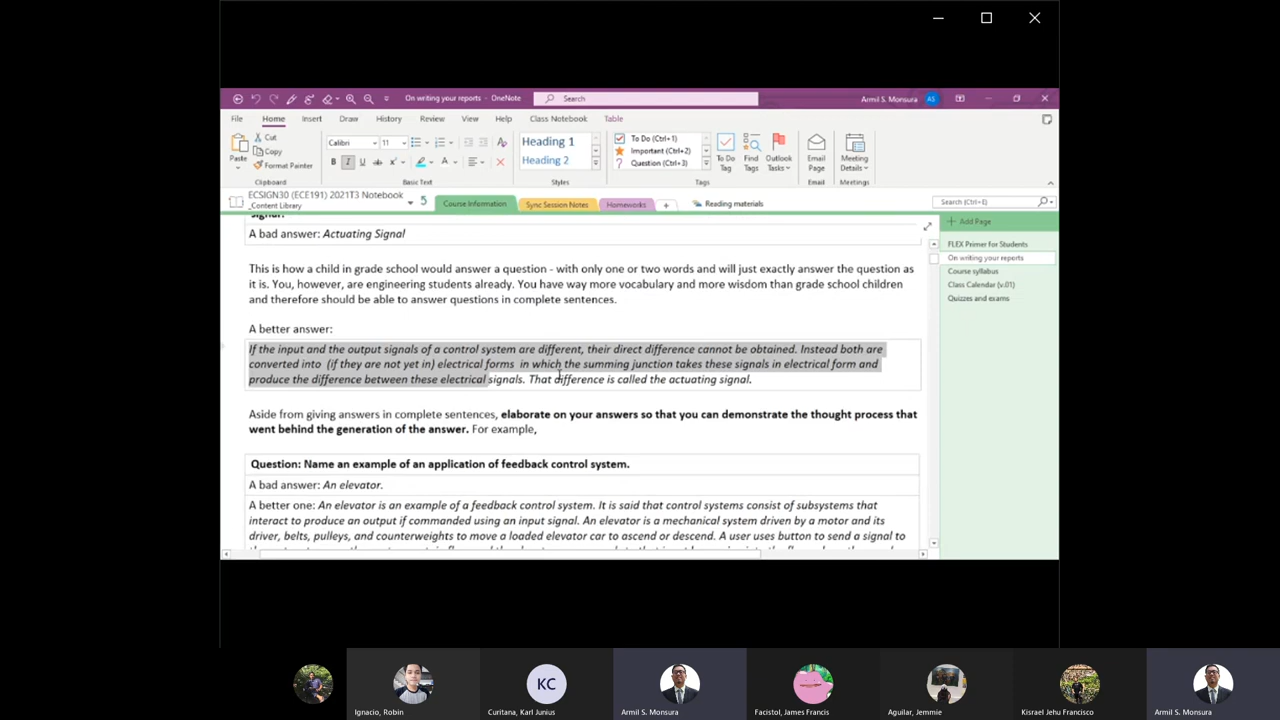 On writing your reports - OneNote
Search
Armil S. Monsura
AS
File Home Insert Draw History Review View Help Class Notebook Table
Paste
Cut
Copy
Format Painter
Clipboard
Calibri 11
B I U ab x
Basic Text
Heading 1
Heading 2
Styles
To Do (Ctrl+1)
Important (Ctrl+2)
Question (Ctrl+3)
To Do Tag
Find Tags
Outlook Tasks
Tags
Email Page
Email
Meeting Details
Meetings
ECSIGN30 (ECE191) 2021T3 Notebook
_Content Library
Course Information Sync Session Notes Homeworks + Reading materials
Search (Ctrl+E)
Add Page
FLEX Primer for Students
On writing your reports
Course syllabus
Class Calendar (v.01)
Quizzes and exams
signal?
A bad answer: Actuating Signal
This is how a child in grade school would answer a question - with only one or two words and will just exactly answer the question as
it is. You, however, are engineering students already. You have way more vocabulary and more wisdom than grade school children
and therefore should be able to answer questions in complete sentences.
A better answer:
If the input and the output signals of a control system are different, their direct difference cannot be obtained. Instead both are
converted into (if they are not yet in) electrical forms in which the summing junction takes these signals in electrical form and
produce the difference between these electrical signals. That difference is called the actuating signal.
Aside from giving answers in complete sentences, elaborate on your answers so that you can demonstrate the thought process that
went behind the generation of the answer. For example,
Question: Name an example of an application of feedback control system.
A bad answer: An elevator.
A better one: An elevator is an example of a feedback control system. It is said that control systems consist of subsystems that
interact to produce an output if commanded using an input signal. An elevator is a mechanical system driven by a motor and its
driver, belts, pulleys, and counterweights to move a loaded elevator car to ascend or descend. A user uses button to send a signal to
Ignacio, Robin
KC
Curitana, Karl Junius
Armil S. Monsura
Facistol, James Francis
Aguilar, Jemmie
Kisrael Jehu Francisco
Armil S. Monsura